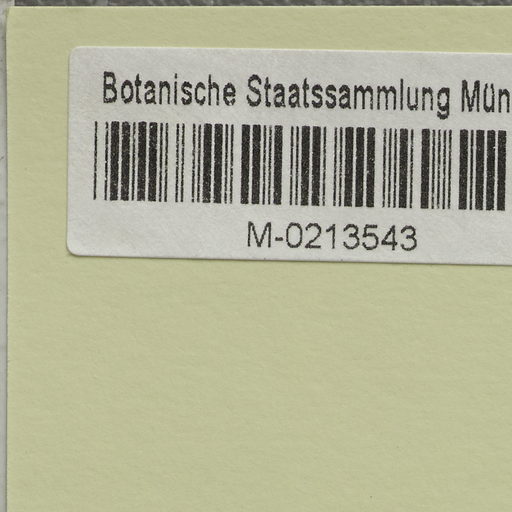 Botanische Staatssammlung Mün
M-0213543